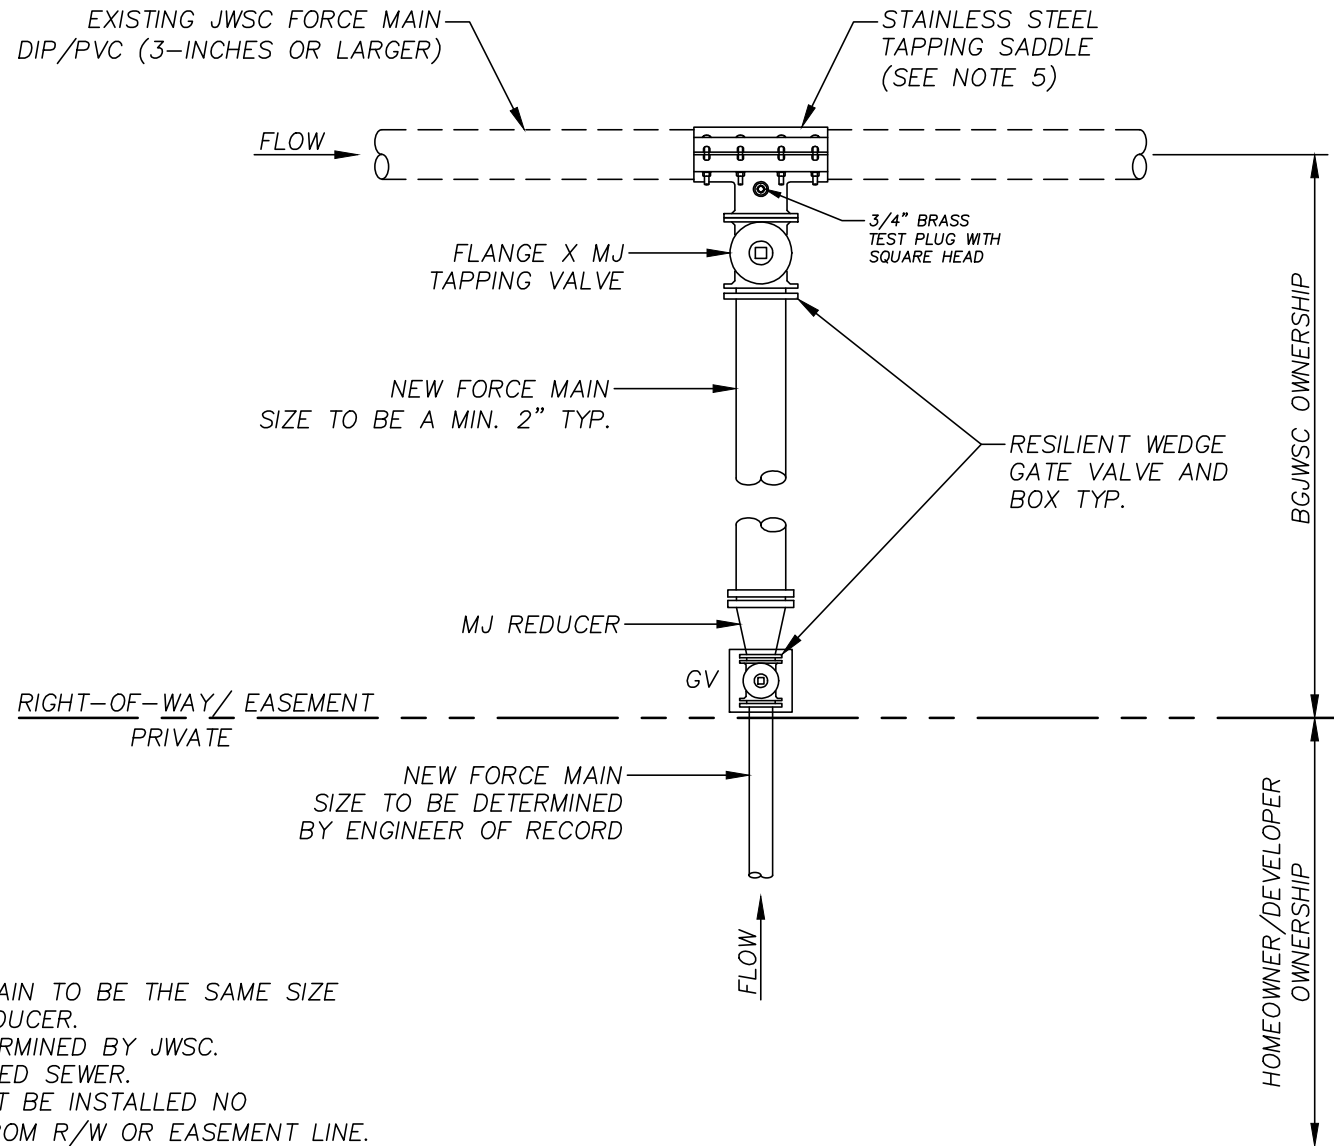 EXISTING JWSC FORCE MAIN
DIP/PVC (3-INCHES OR LARGER)
STAINLESS STEEL
TAPPING SADDLE
(SEE NOTE 5)
FLOW
3/4" BRASS
TEST PLUG WITH
SQUARE HEAD
FLANGE X MJ
TAPPING VALVE
NEW FORCE MAIN
SIZE TO BE A MIN. 2" TYP.
RESILIENT WEDGE
GATE VALVE AND
BOX TYP.
BGJWSC OWNERSHIP
MJ REDUCER
GV
RIGHT-OF-WAY/ EASEMENT
PRIVATE
NEW FORCE MAIN
SIZE TO BE DETERMINED
BY ENGINEER OF RECORD
HOMEOWNER/DEVELOPER
OWNERSHIP
FLOW
AIN TO BE THE SAME SIZE
DUCER.
RMINED BY JWSC.
ED SEWER.
T BE INSTALLED NO
ROM R/W OR EASEMENT LINE.